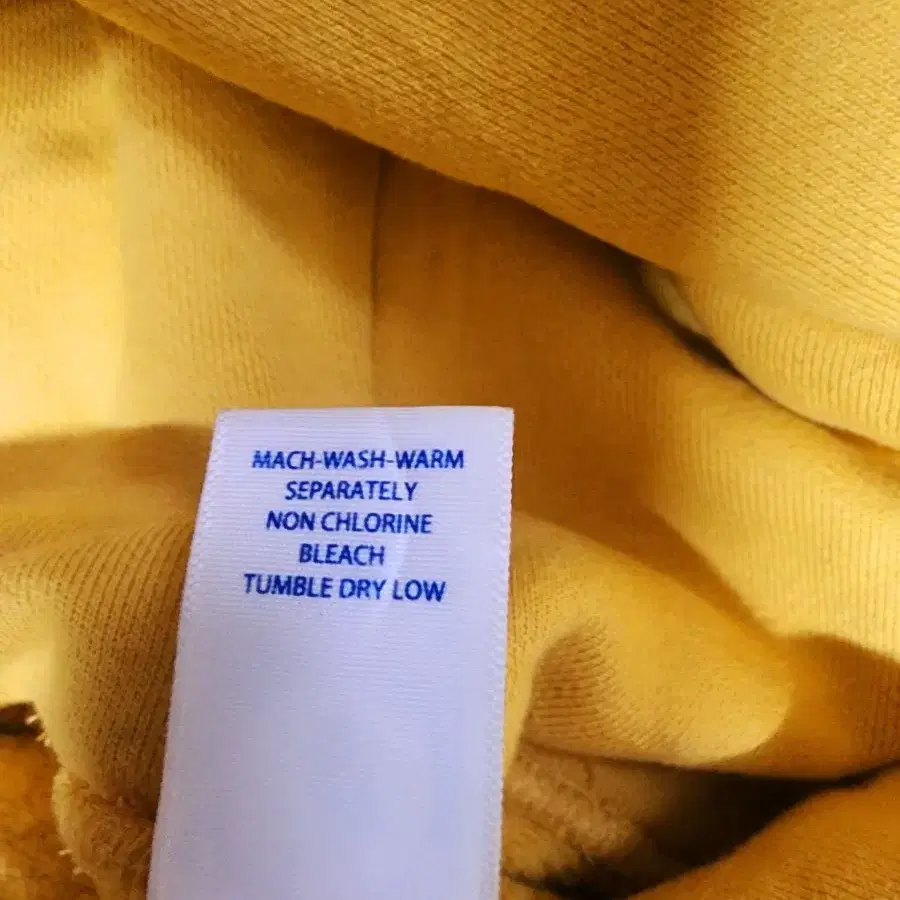 MACH-WASH-WARM
SEPARATELY
NON CHLORINE
BLEACH
TUMBLE DRY LOW